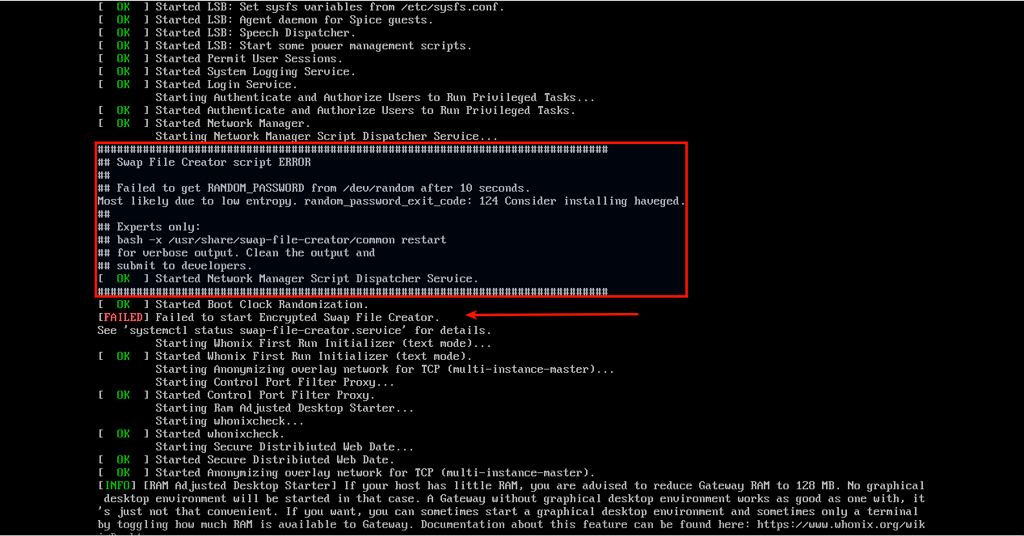 [  OK  ] Started LSB: Set sysfs variables from /etc/sysfs.conf.
[  OK  ] Started LSB: Agent daemon for Spice guests.
[  OK  ] Started LSB: Speech Dispatcher.
[  OK  ] Started LSB: Start some power management scripts.
[  OK  ] Started Permit User Sessions.
[  OK  ] Started System Logging Service.
[  OK  ] Started Login Service.
         Starting Authenticate and Authorize Users to Run Privileged Tasks...
[  OK  ] Started Authenticate and Authorize Users to Run Privileged Tasks.
[  OK  ] Started Network Manager.
         Starting Network Manager Script Dispatcher Service...
###############################################################################
## Swap File Creator script ERROR
##
## Failed to get RANDOM_PASSWORD from /dev/random after 10 seconds.
Most likely due to low entropy. random_password_exit_code: 124 Consider installing haveged.
##
## Experts only:
## bash -x /usr/share/swap-file-creator/common restart
## for verbose output. Clean the output and
## submit to developers.
[  OK  ] Started Network Manager Script Dispatcher Service.
###############################################################################
[  OK  ] Started Boot Clock Randomization.
[FAILED] Failed to start Encrypted Swap File Creator.
See 'systemctl status swap-file-creator.service' for details.
         Starting Whonix First Run Initializer (text mode)...
[  OK  ] Started Whonix First Run Initializer (text mode).
         Starting Anonymizing overlay network for TCP (multi-instance-master)...
         Starting Control Port Filter Proxy...
[  OK  ] Started Control Port Filter Proxy.
         Starting Ram Adjusted Desktop Starter...
         Starting whonixcheck...
[  OK  ] Started whonixcheck.
         Starting Secure Distribiuted Web Date...
[  OK  ] Started Secure Distribiuted Web Date.
[  OK  ] Started Anonymizing overlay network for TCP (multi-instance-master).
[INFO] [RAM Adjusted Desktop Starter] If your host has little RAM, you are advised to reduce Gateway RAM to 128 MB. No graphical
 desktop environment will be started in that case. A Gateway without graphical desktop environment works as good as one with, it
's just not that convenient. If you want, you can sometimes start a graphical desktop environment and sometimes only a terminal
by toggling how much RAM is available to Gateway. Documentation about this feature can be found here: https://www.whonix.org/wik